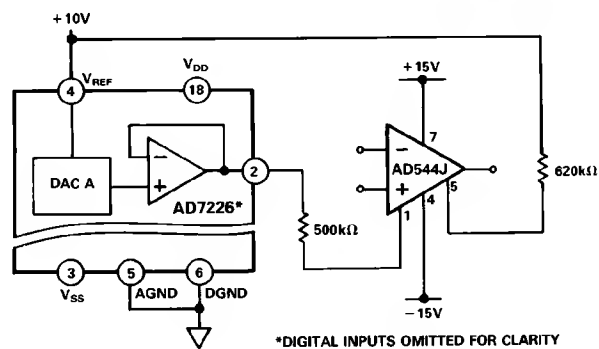 +10V
4
VREF
VDD
18
DAC A
−
+
2
AD7226*
3
VSS
5
AGND
6
DGND
500kΩ
+15V
7
−
AD544J
+
5
1
4
−15V
620kΩ
*DIGITAL INPUTS OMITTED FOR CLARITY